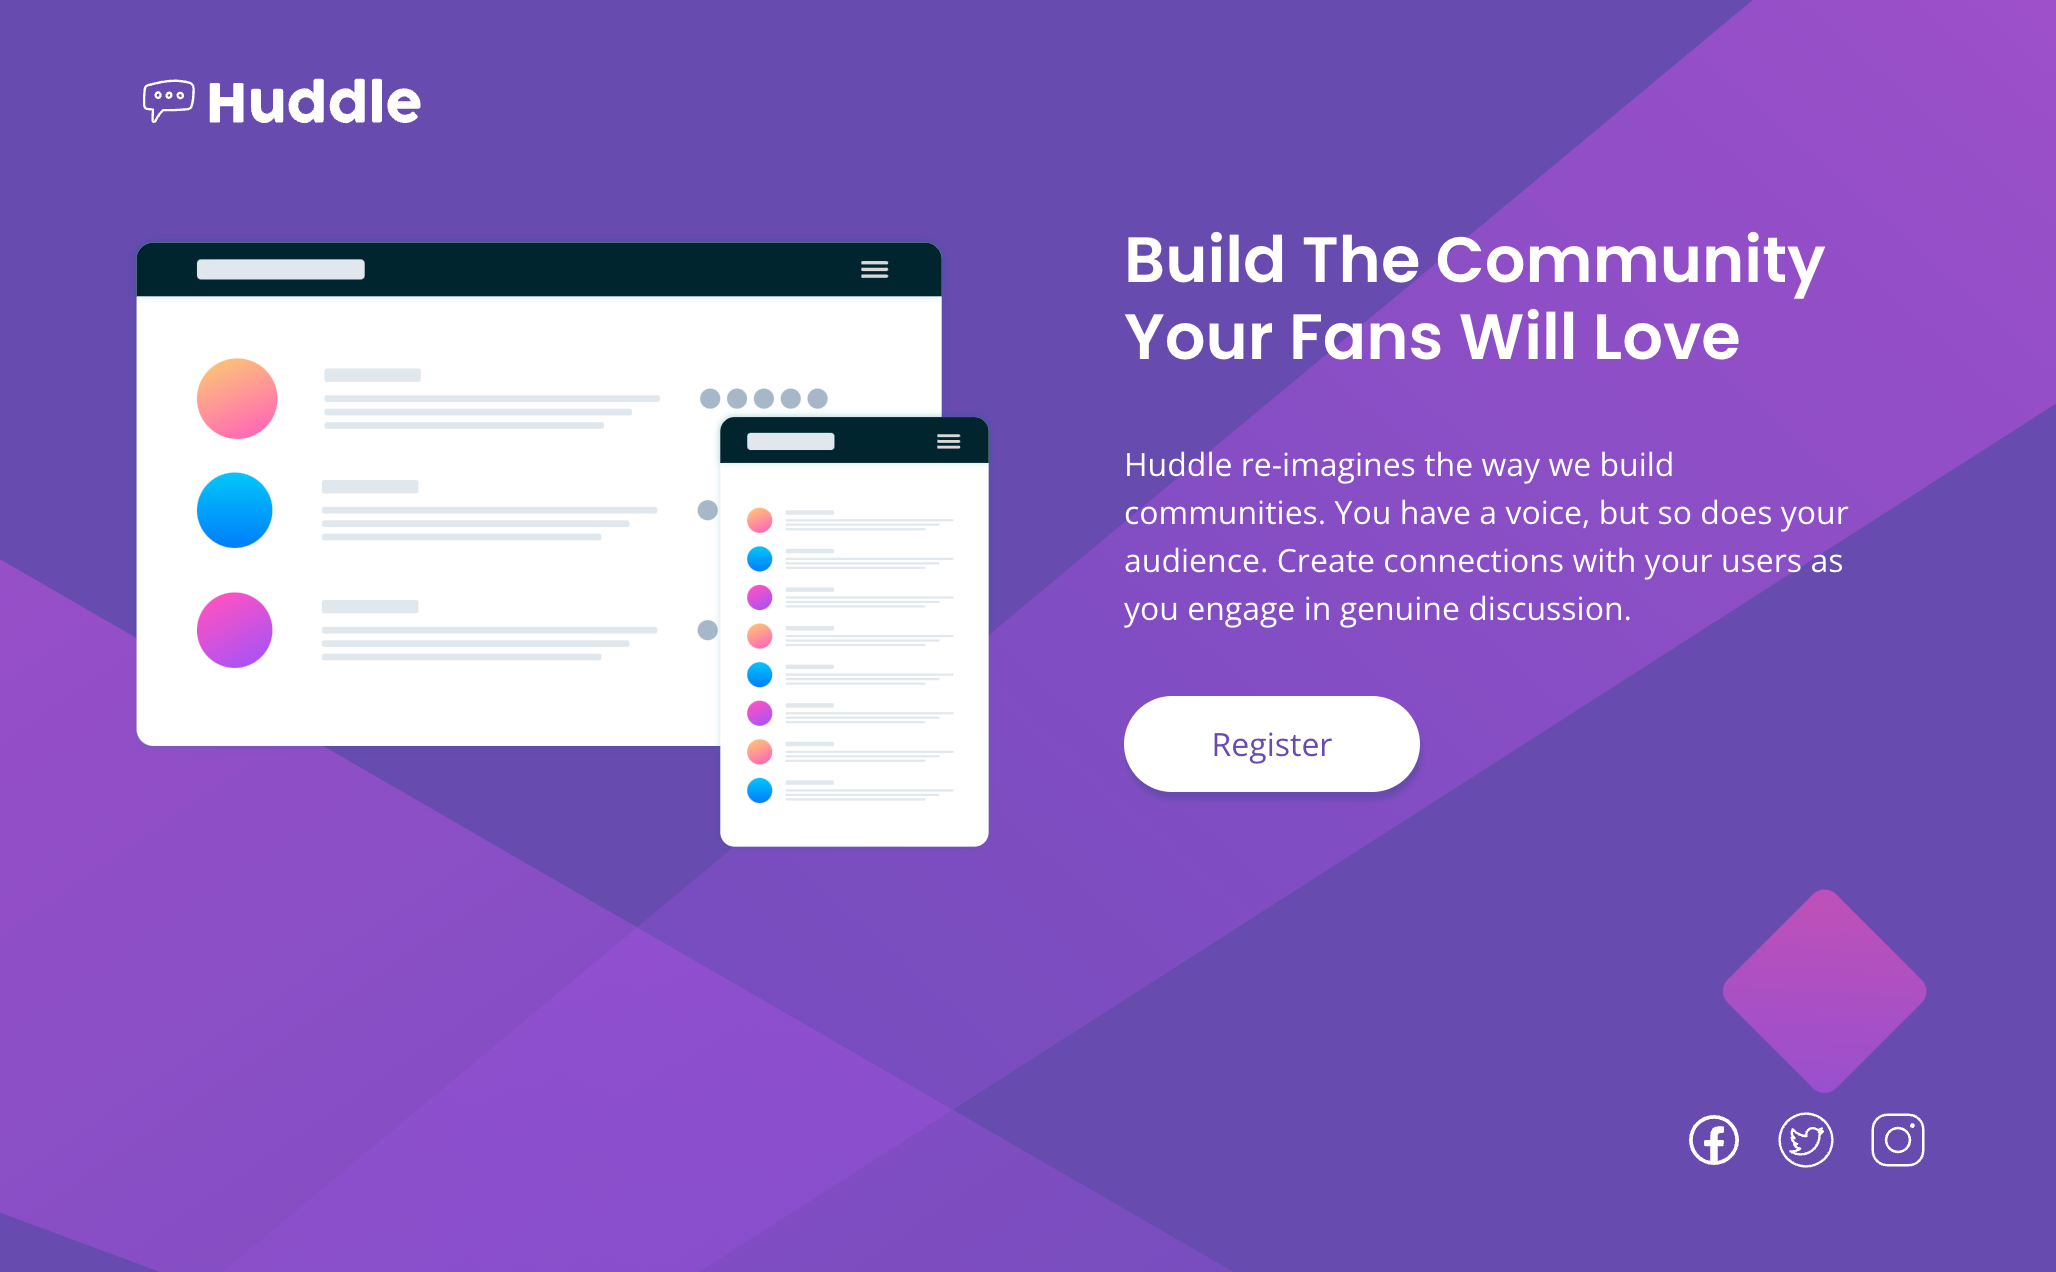 Huddle
Build The Community
Your Fans Will Love
Huddle re-imagines the way we build
communities. You have a voice, but so does your
audience. Create connections with your users as
you engage in genuine discussion.
Register